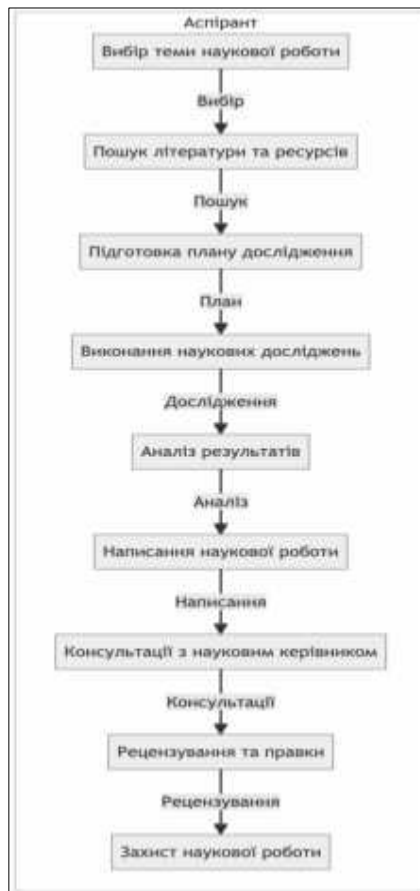 Аспірант
Вибір теми наукової роботи
Вибір
Пошук літератури та ресурсів
Пошук
Підготовка плану дослідження
План
Виконання наукових досліджень
Дослідження
Аналіз результатів
Аналіз
Написання наукової роботи
Написання
Консультації з науковим керівником
Консультації
Рецензування та правки
Рецензування
Захист наукової роботи